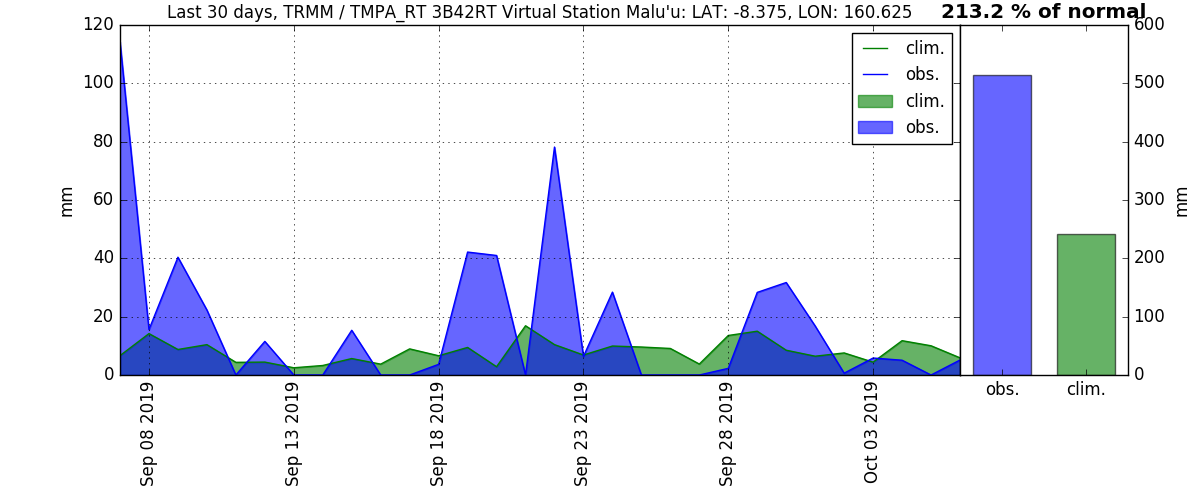 Last 30 days, TRMM / TMPA_RT 3B42RT Virtual Station Malu'u: LAT: -8.375, LON: 160.625
213.2 % of normal
120
100
80
60
40
20
0
mm
clim.
obs.
clim.
obs.
600
500
400
300
200
100
0
mm
Sep 08 2019
Sep 13 2019
Sep 18 2019
Sep 23 2019
Sep 28 2019
Oct 03 2019
obs.
clim.